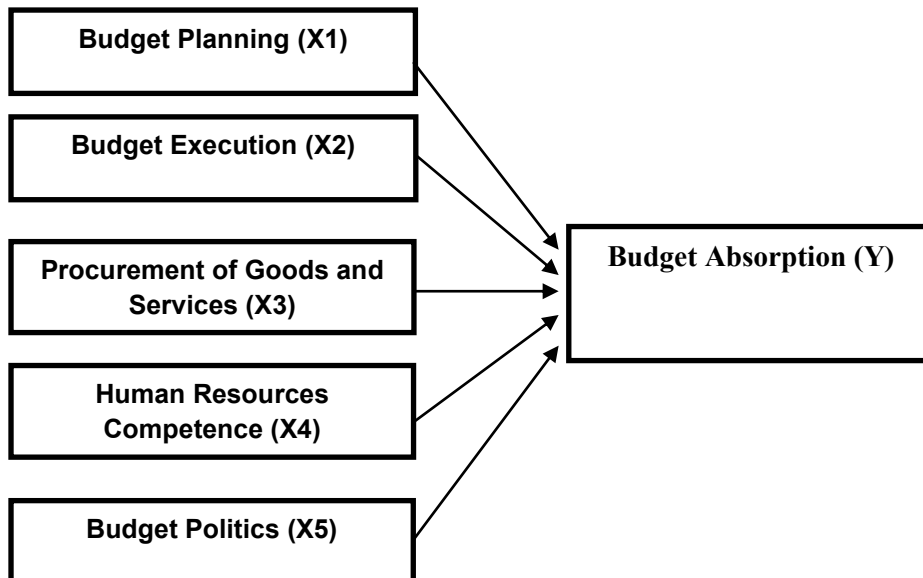 Budget Planning (X1)
Budget Execution (X2)
Procurement of Goods and
Services (X3)
Human Resources
Competence (X4)
Budget Politics (X5)
Budget Absorption (Y)